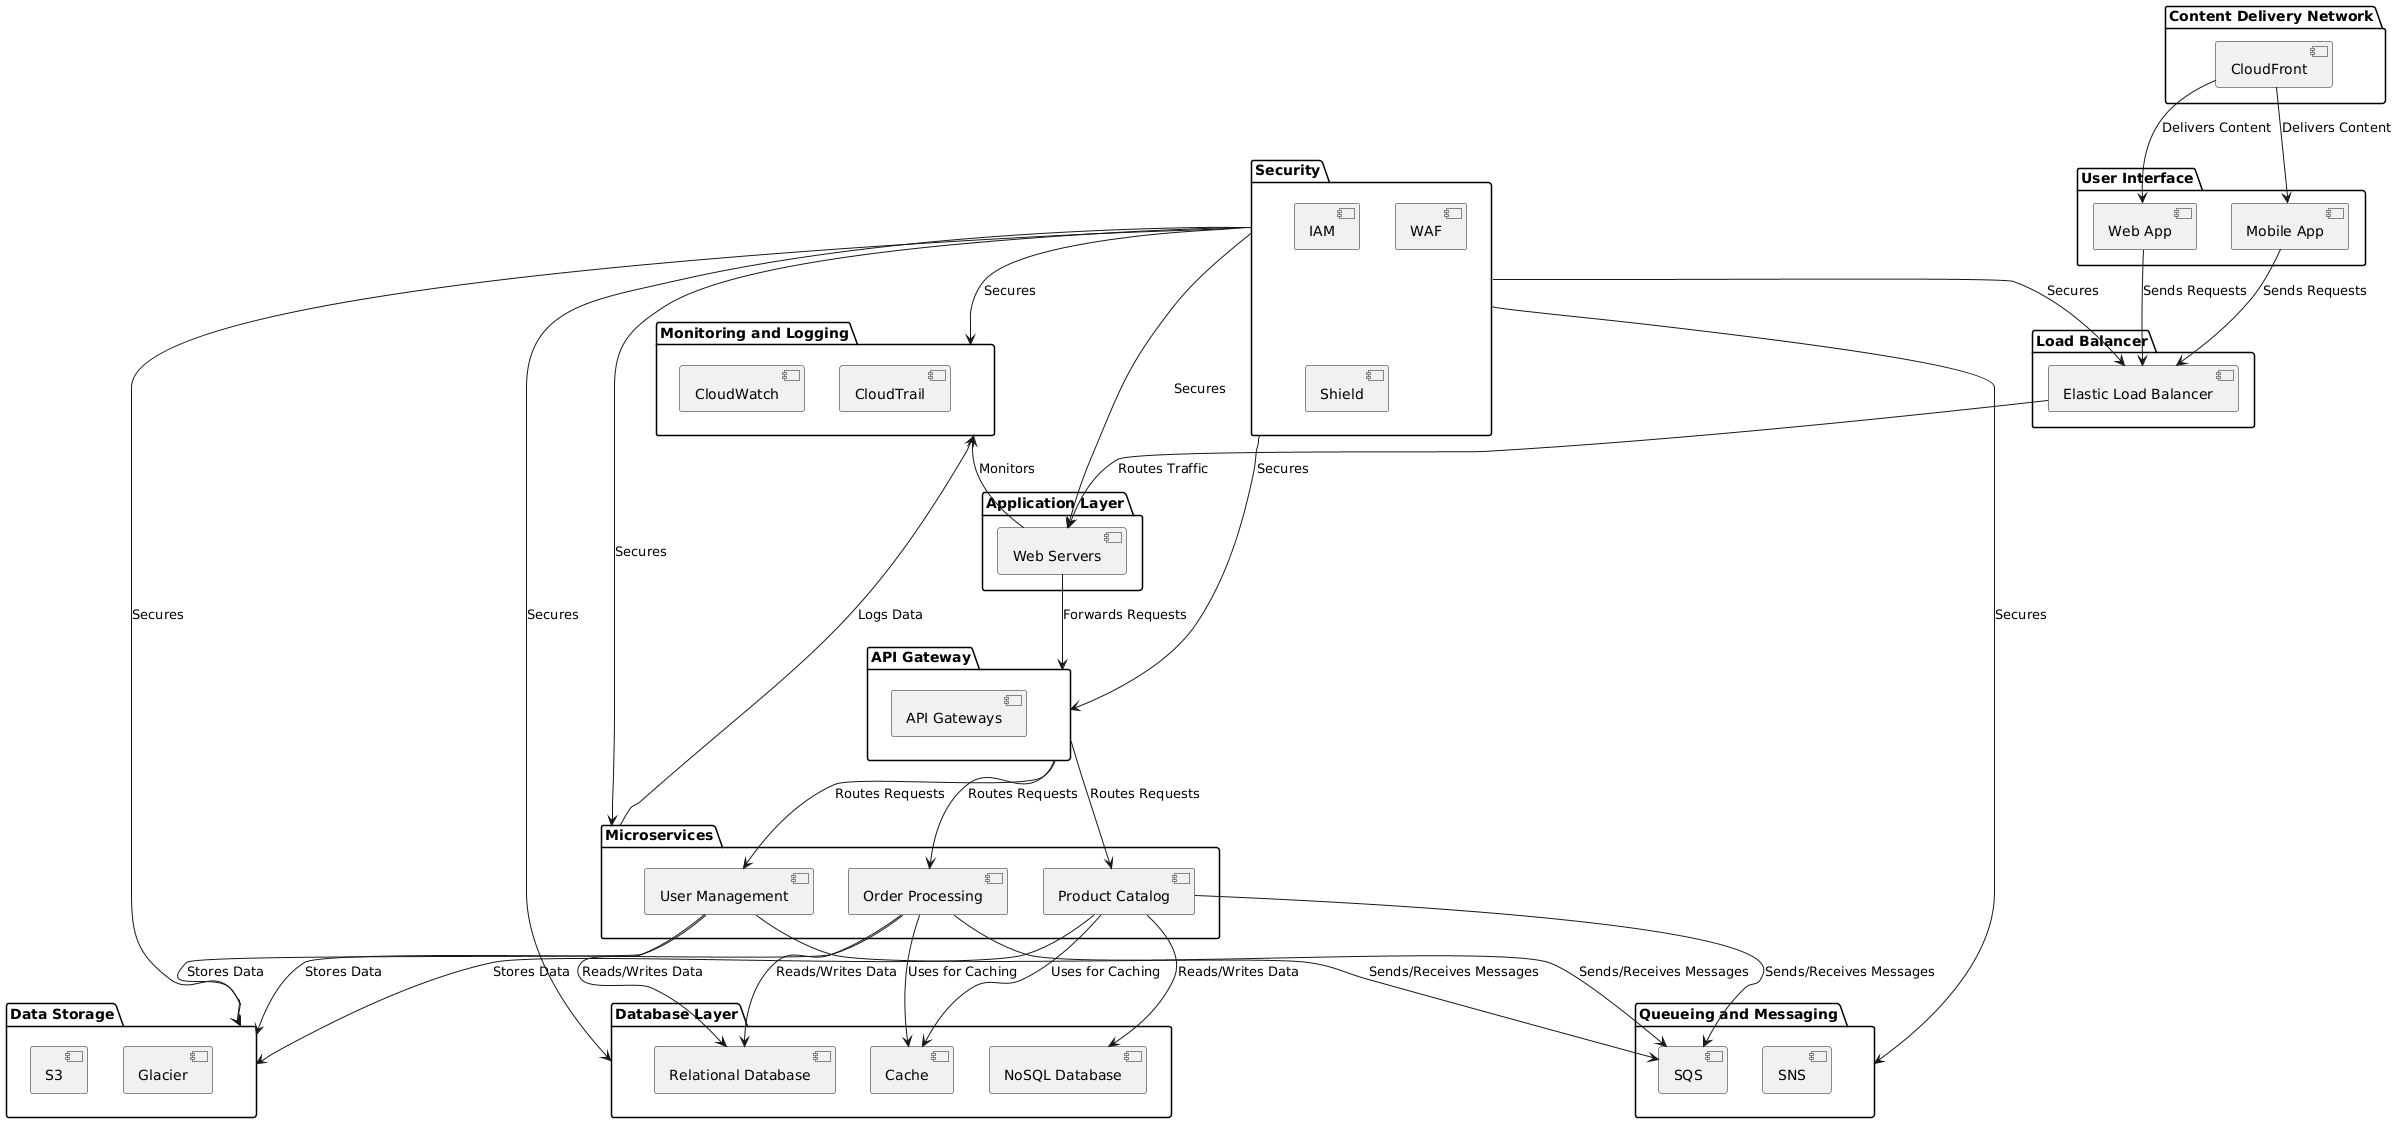 Content Delivery Network
CloudFront
Delivers Content
Delivers Content
Security
User Interface
IAM
WAF
Web App
Mobile App
Secures
Secures
Sends Requests
Sends Requests
Monitoring and Logging
Load Balancer
CloudWatch
CloudTrail
Secures
Shield
Elastic Load Balancer
Monitors
Routes Traffic
Secures
Application Layer
Secures
Web Servers
Secures
Secures
Logs Data
Forwards Requests
Secures
API Gateway
API Gateways
Routes Requests
Routes Requests
Routes Requests
Microservices
User Management
Order Processing
Product Catalog
Stores Data
Stores Data
Stores Data
Reads/Writes Data
Reads/Writes Data
Uses for Caching
Uses for Caching
Reads/Writes Data
Sends/Receives Messages
Sends/Receives Messages
Sends/Receives Messages
Data Storage
Database Layer
Queueing and Messaging
S3
Glacier
Relational Database
Cache
NoSQL Database
SQS
SNS